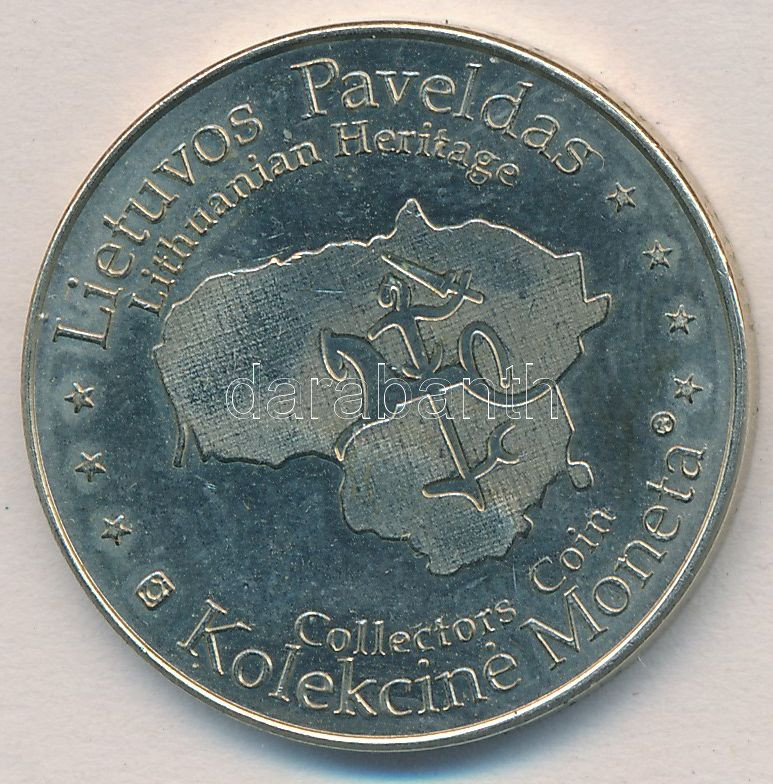 Lietuvos Paveldas
Lithuanian Heritage
darabanth
Collectors Coin
Kolekcinė Moneta